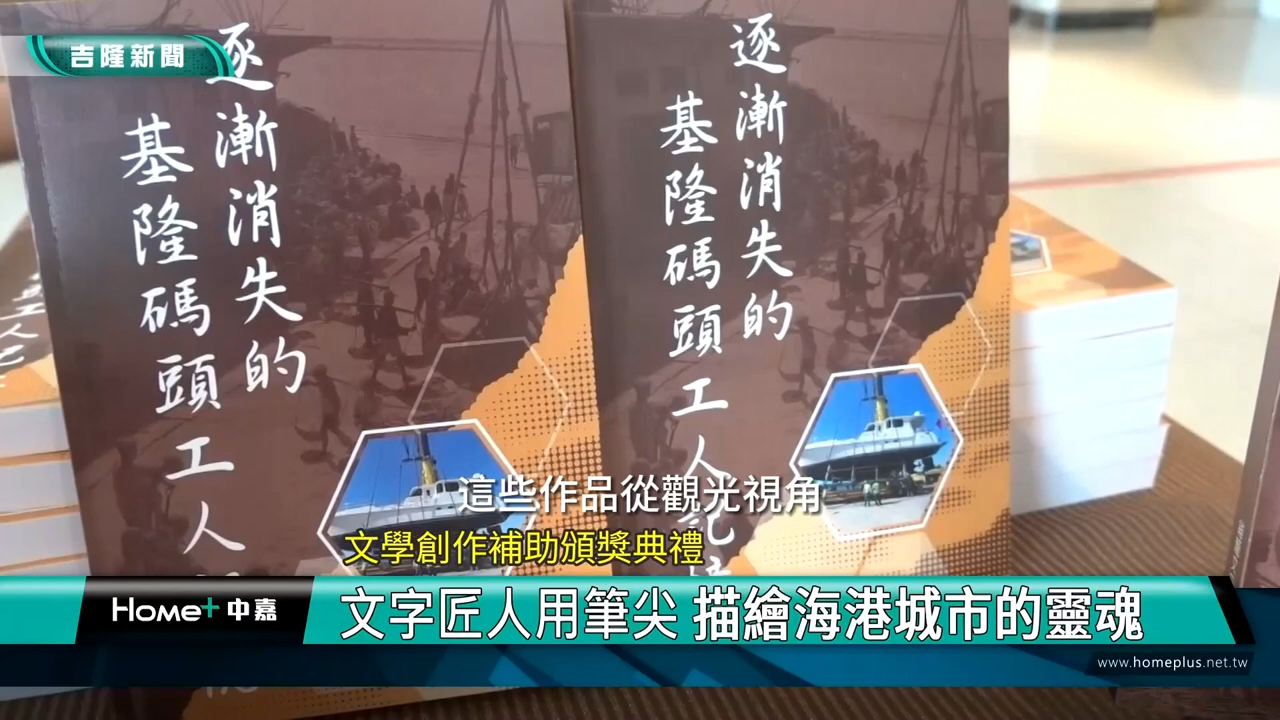 吉隆新聞
逐漸消失的
基隆碼頭工人
逐漸消失的
基隆碼頭工人記憶
這些作品從觀光視角
文學創作補助頒獎典禮
Home+中嘉
文字匠人用筆尖 描繪海港城市的靈魂
www.homeplus.net.tw